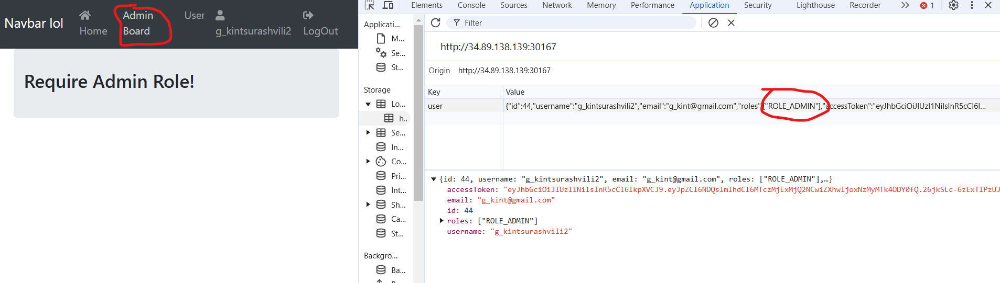 Navbar lol
Home
Admin Board
User
g_kintsurashvili2
LogOut
Require Admin Role!
Elements Console Sources Network Memory Performance Application Security Lighthouse Recorder 1
Applicati...
M...
Se...
St...
Storage
Lo...
h..
Se...
In...
Co...
Pri...
Int...
Sh...
Ca...
St...
Backgro...
Ba...
Filter
http://34.89.138.139:30167
Origin http://34.89.138.139:30167
Key Value
user {"id":44,"username":"g_kintsurashvili2","email":"g_kint@gmail.com","roles":["ROLE_ADMIN"],"accessToken":"eyJhbGciOiJIUzI1NiIsInR5cCI6I...
{id: 44, username: "g_kintsurashvili2", email: "g_kint@gmail.com", roles: ["ROLE_ADMIN"],…}
accessToken: "eyJhbGciOiJIUzI1NiIsInR5cCI6IkpXVCJ9.eyJpZCI6NDQsImlhdCI6MTczMjExMjQ2NCwiZXhwIjoxNzMyMTk4ODY0fQ.26jkSLc-6zExTIPzUJ
email: "g_kint@gmail.com"
id: 44
roles: ["ROLE_ADMIN"]
username: "g_kintsurashvili2"